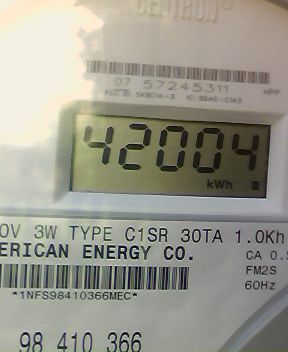 CENTRON®
07 57245311
42004
kWh
0V 3W TYPE C1SR 30TA 1.0Kh
ERICAN ENERGY CO.
CA 0.5
FM2S
60Hz
*1NFS98410366MEC*
98 410 366